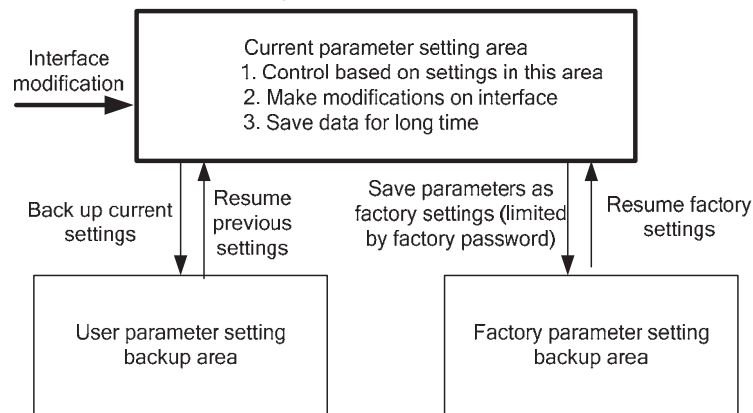 Interface
modification
Current parameter setting area
1. Control based on settings in this area
2. Make modifications on interface
3. Save data for long time
Back up current
settings
Resume
previous
settings
Save parameters as
factory settings (limited
by factory password)
Resume factory
settings
User parameter setting
backup area
Factory parameter setting
backup area